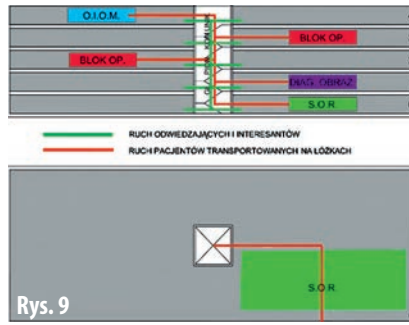 O.I.O.M.
BLOK OP.
BLOK OP.
DIAG. OBRAZ
S.O.R.
RUCH ODWIEDZAJĄCYCH I INTERESANTÓW
RUCH PACJENTÓW TRANSPORTOWANYCH NA ŁÓŻKACH
S.O.R.
Rys. 9